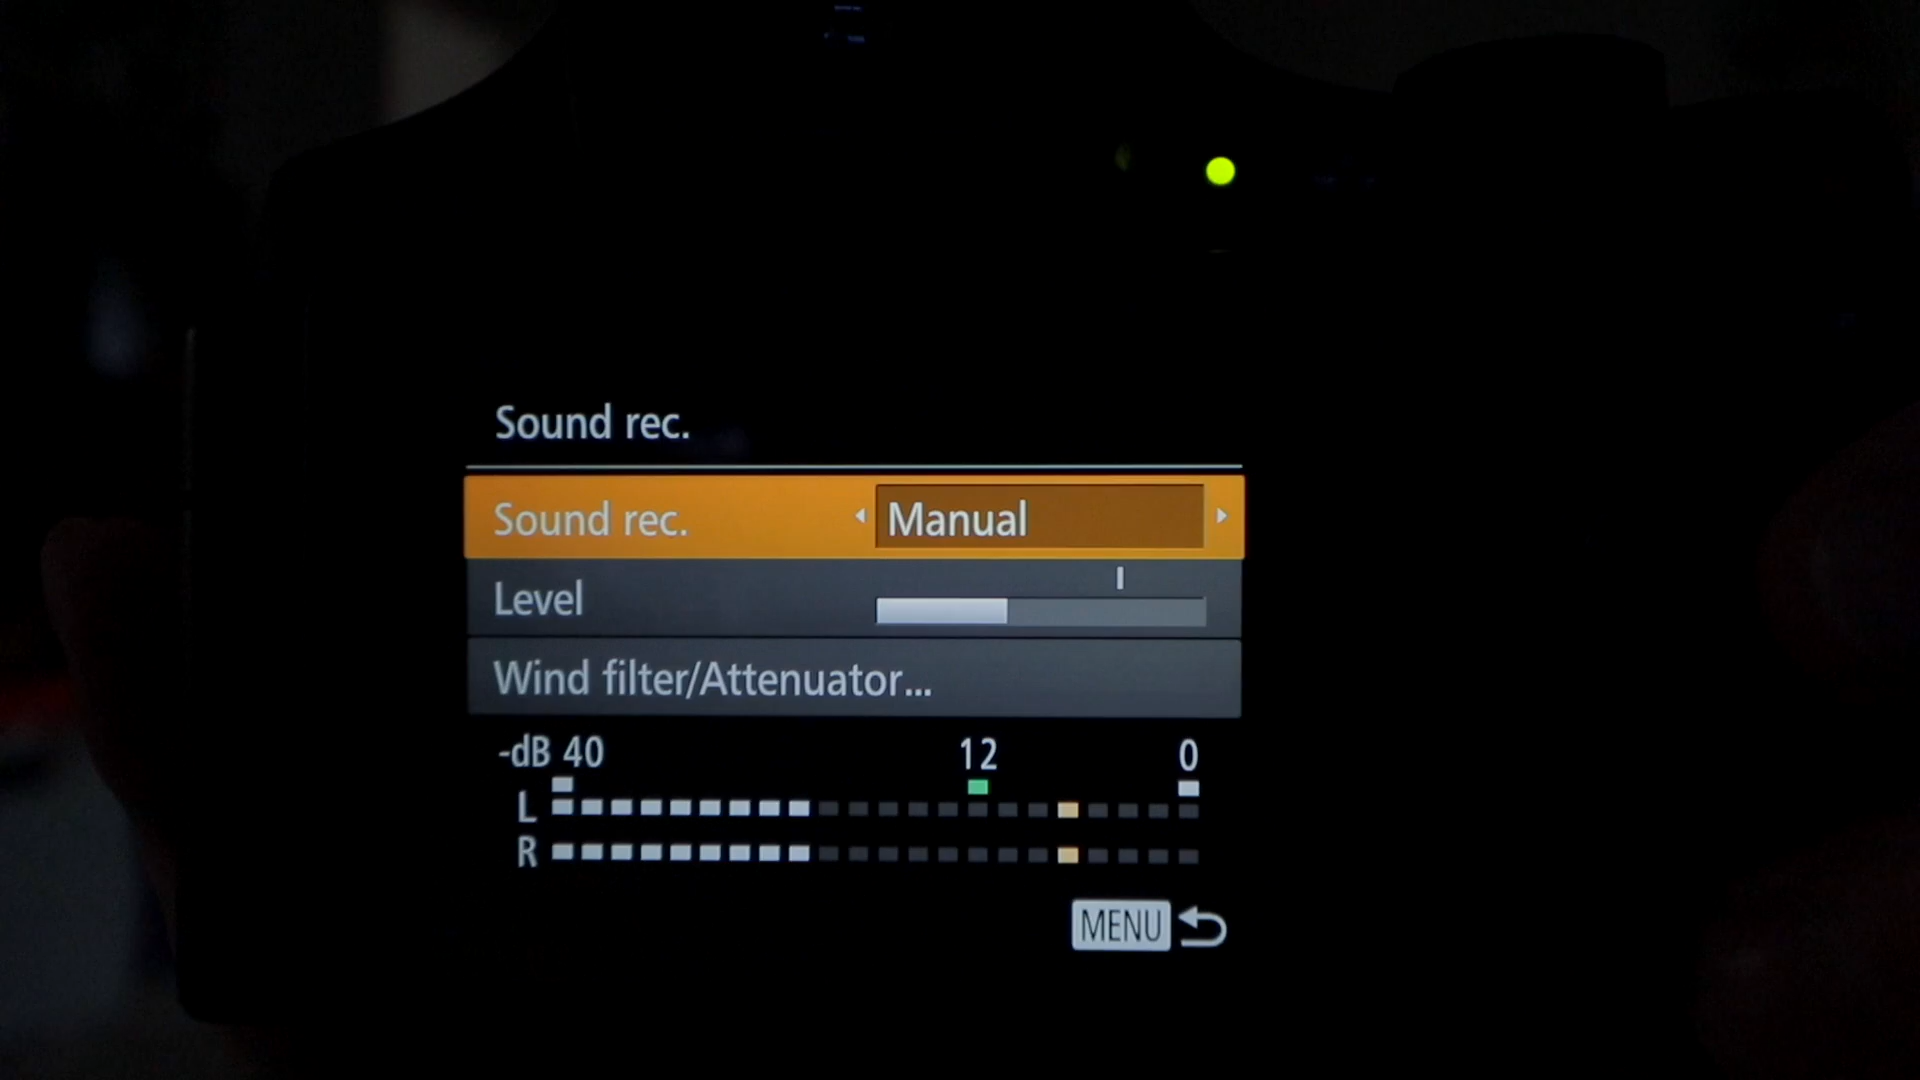 Sound rec.
Sound rec. Manual
Level
Wind filter/Attenuator...
-dB 40 12 0
L
R
MENU